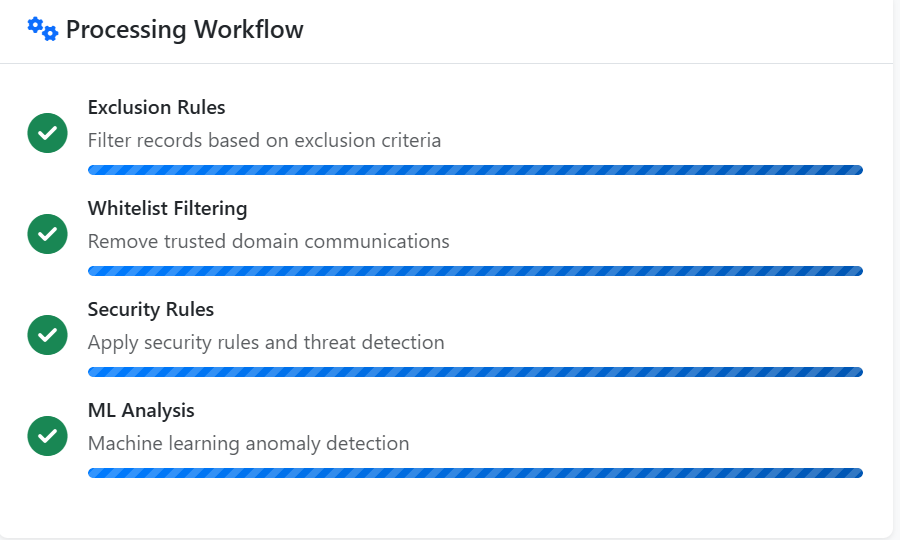 Processing Workflow
Exclusion Rules
Filter records based on exclusion criteria
Whitelist Filtering
Remove trusted domain communications
Security Rules
Apply security rules and threat detection
ML Analysis
Machine learning anomaly detection